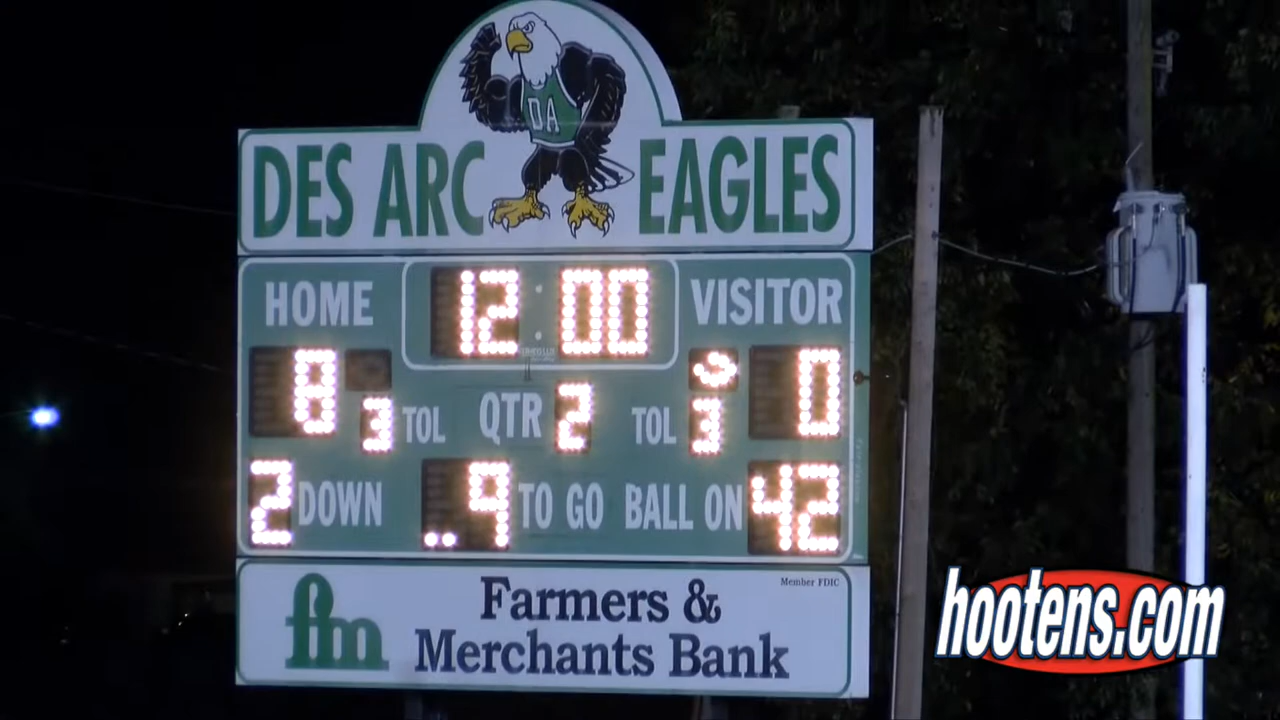 DA
DES ARC EAGLES
HOME 12:00 VISITOR
8 3 TOL QTR 2 TOL 3 0
2 DOWN 9 TO GO BALL ON 42
Member FDIC
fm Farmers &
Merchants Bank
hootens.com